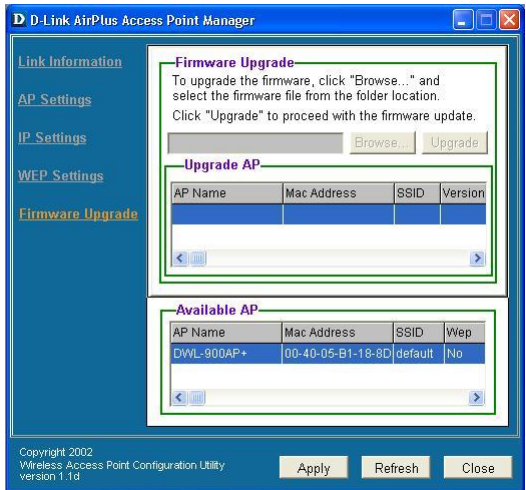 D D-Link AirPlus Access Point Manager
Link Information
AP Settings
IP Settings
WEP Settings
Firmware Upgrade
Firmware Upgrade
To upgrade the firmware, click "Browse..." and
select the firmware file from the folder location.
Click "Upgrade" to proceed with the firmware update.
Browse... Upgrade
Upgrade AP
AP Name Mac Address SSID Version
Available AP
AP Name Mac Address SSID Wep
DWL-900AP+ 00-40-05-B1-18-8D default No
Copyright 2002
Wireless Access Point Configuration Utility
version 1.1d
Apply Refresh Close